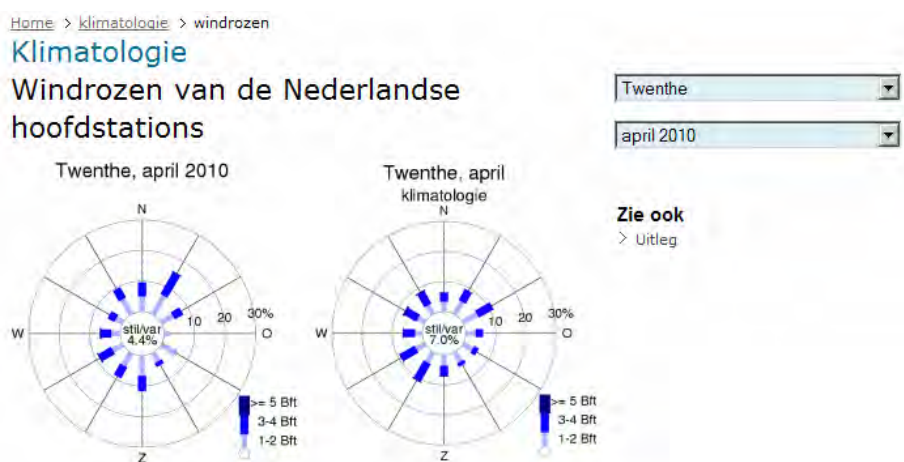 Home > klimatologie > windrozen
Klimatologie
Windrozen van de Nederlandse
hoofdstations
Twenthe
april 2010
Zie ook
> Uitleg
Twenthe, april 2010
N
W
O
Z
stil/var
4.4%
10 20 30%
>= 5 Bft
3-4 Bft
1-2 Bft
Twenthe, april
klimatologie
N
W
O
Z
stil/var
7.0%
10 20 30%
>= 5 Bft
3-4 Bft
1-2 Bft